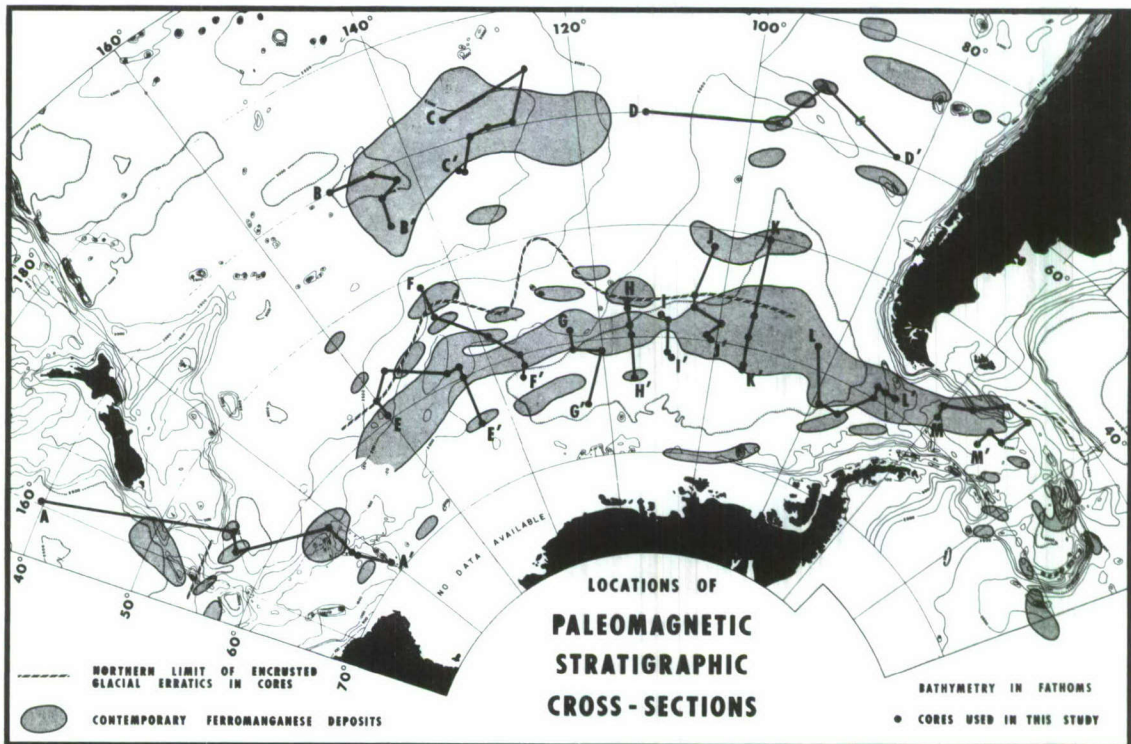 160°
140°
120°
100°
80°
C
D
D'
C'
B
B'
60°
180°
J
K
F
H
I
G
L
J'
F'
I'
K'
H'
G'
E
E'
L'
M
M'
40°
160°
A
A'
NO DATA AVAILABLE
40°
50°
60°
70°
LOCATIONS OF
PALEOMAGNETIC
STRATIGRAPHIC
CROSS-SECTIONS
NORTHERN LIMIT OF ENCRUSTED
GLACIAL ERRATICS IN CORES
CONTEMPORARY FERROMANGANESE DEPOSITS
BATHYMETRY IN FATHOMS
CORES USED IN THIS STUDY